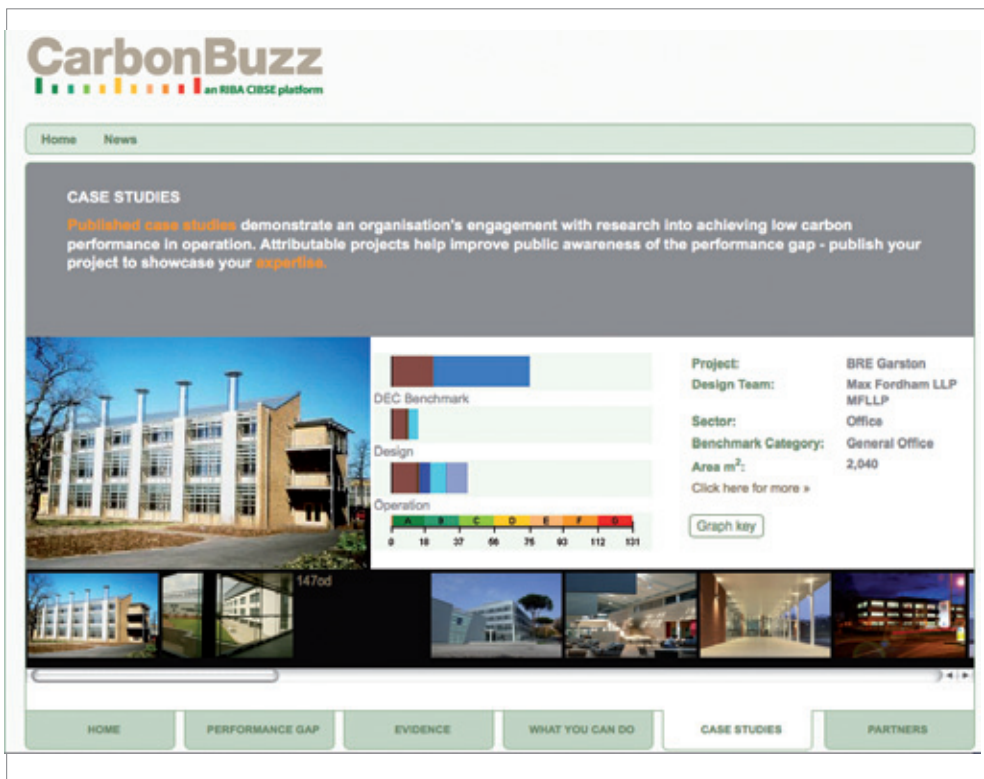 CarbonBuzz
an RIBA CIBSE platform
Home News
CASE STUDIES
Published case studies demonstrate an organisation's engagement with research into achieving low carbon
performance in operation. Attributable projects help improve public awareness of the performance gap - publish your
project to showcase your expertise.
DEC Benchmark
Design
Operation
A B C D E F G
0 18 37 56 75 93 112 131
Project: BRE Garston
Design Team: Max Fordham LLP
MFLLP
Sector: Office
Benchmark Category: General Office
Area m²: 2,040
Click here for more »
Graph key
147od
HOME PERFORMANCE GAP EVIDENCE WHAT YOU CAN DO CASE STUDIES PARTNERS